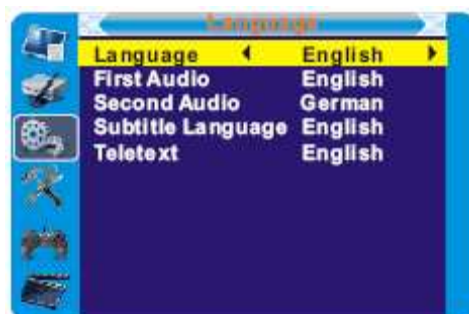 Language
Language English
First Audio English
Second Audio German
Subtitle Language English
Teletext English